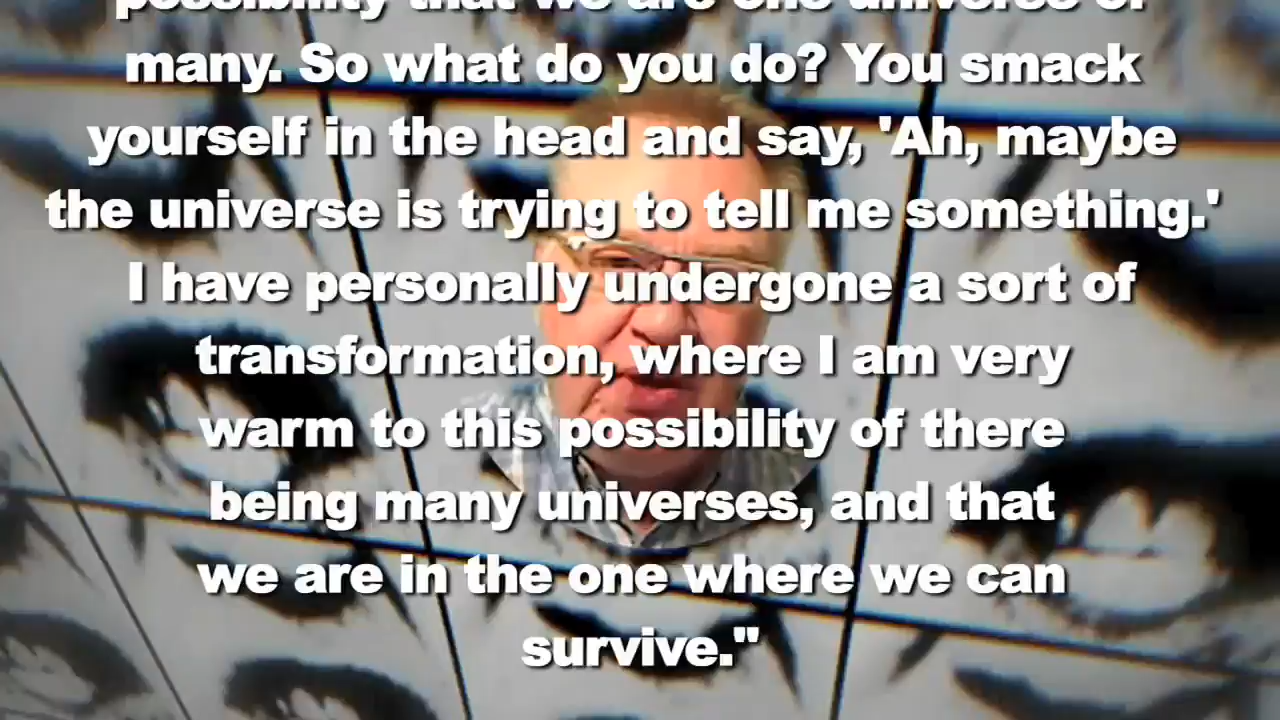 possibility that we are one universe of
many. So what do you do? You smack
yourself in the head and say, 'Ah, maybe
the universe is trying to tell me something.'
I have personally undergone a sort of
transformation, where I am very
warm to this possibility of there
being many universes, and that
we are in the one where we can
survive."